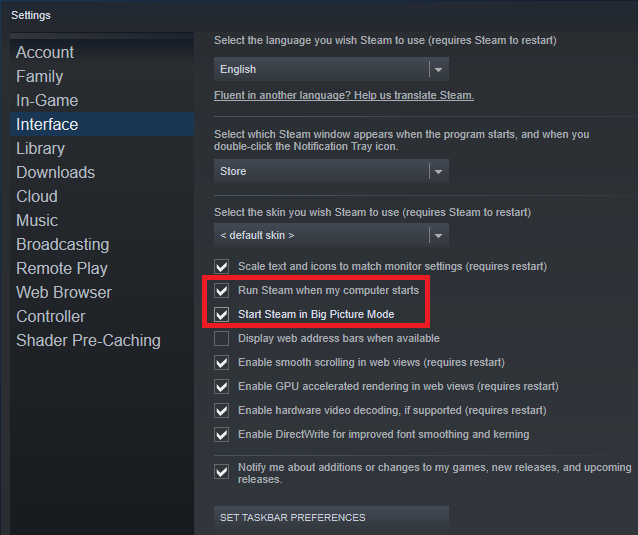 Settings
Account
Family
In-Game
Interface
Library
Downloads
Cloud
Music
Broadcasting
Remote Play
Web Browser
Controller
Shader Pre-Caching
Select the language you wish Steam to use (requires Steam to restart)
English
Fluent in another language? Help us translate Steam.
Select which Steam window appears when the program starts, and when you
double-click the Notification Tray icon.
Store
Select the skin you wish Steam to use (requires Steam to restart)
< default skin >
Scale text and icons to match monitor settings (requires restart)
Run Steam when my computer starts
Start Steam in Big Picture Mode
Display web address bars when available
Enable smooth scrolling in web views (requires restart)
Enable GPU accelerated rendering in web views (requires restart)
Enable hardware video decoding, if supported (requires restart)
Enable DirectWrite for improved font smoothing and kerning
Notify me about additions or changes to my games, new releases, and upcoming
releases.
SET TASKBAR PREFERENCES